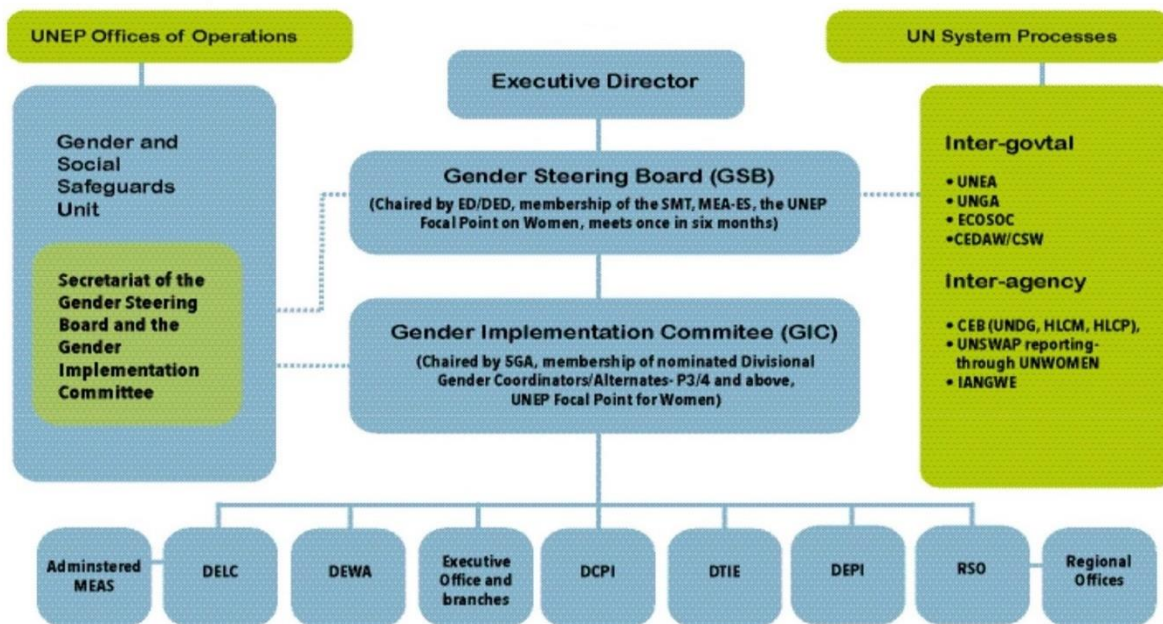 UNEP Offices of Operations
UN System Processes
Executive Director
Gender and
Social
Safeguards
Unit
Secretariat of the
Gender Steering
Board and the
Gender
Implementation
Committee
Gender Steering Board (GSB)
(Chaired by ED/DED, membership of the SMT, MEA-ES, the UNEP
Focal Point on Women, meets once in six months)
Gender Implementation Commitee (GIC)
(Chaired by SGA, membership of nominated Divisional
Gender Coordinators/Alternates- P3/4 and above,
UNEP Focal Point for Women)
Inter-govtal
• UNEA
• UNGA
• ECOSOC
•CEDAW/CSW
Inter-agency
• CEB (UNDG, HLCM, HLCP),
• UNSWAP reporting-
through UNWOMEN
• IANGWE
Adminstered
MEAS
DELC
DEWA
Executive
Office and
branches
DCPI
DTIE
DEPI
RSO
Regional
Offices